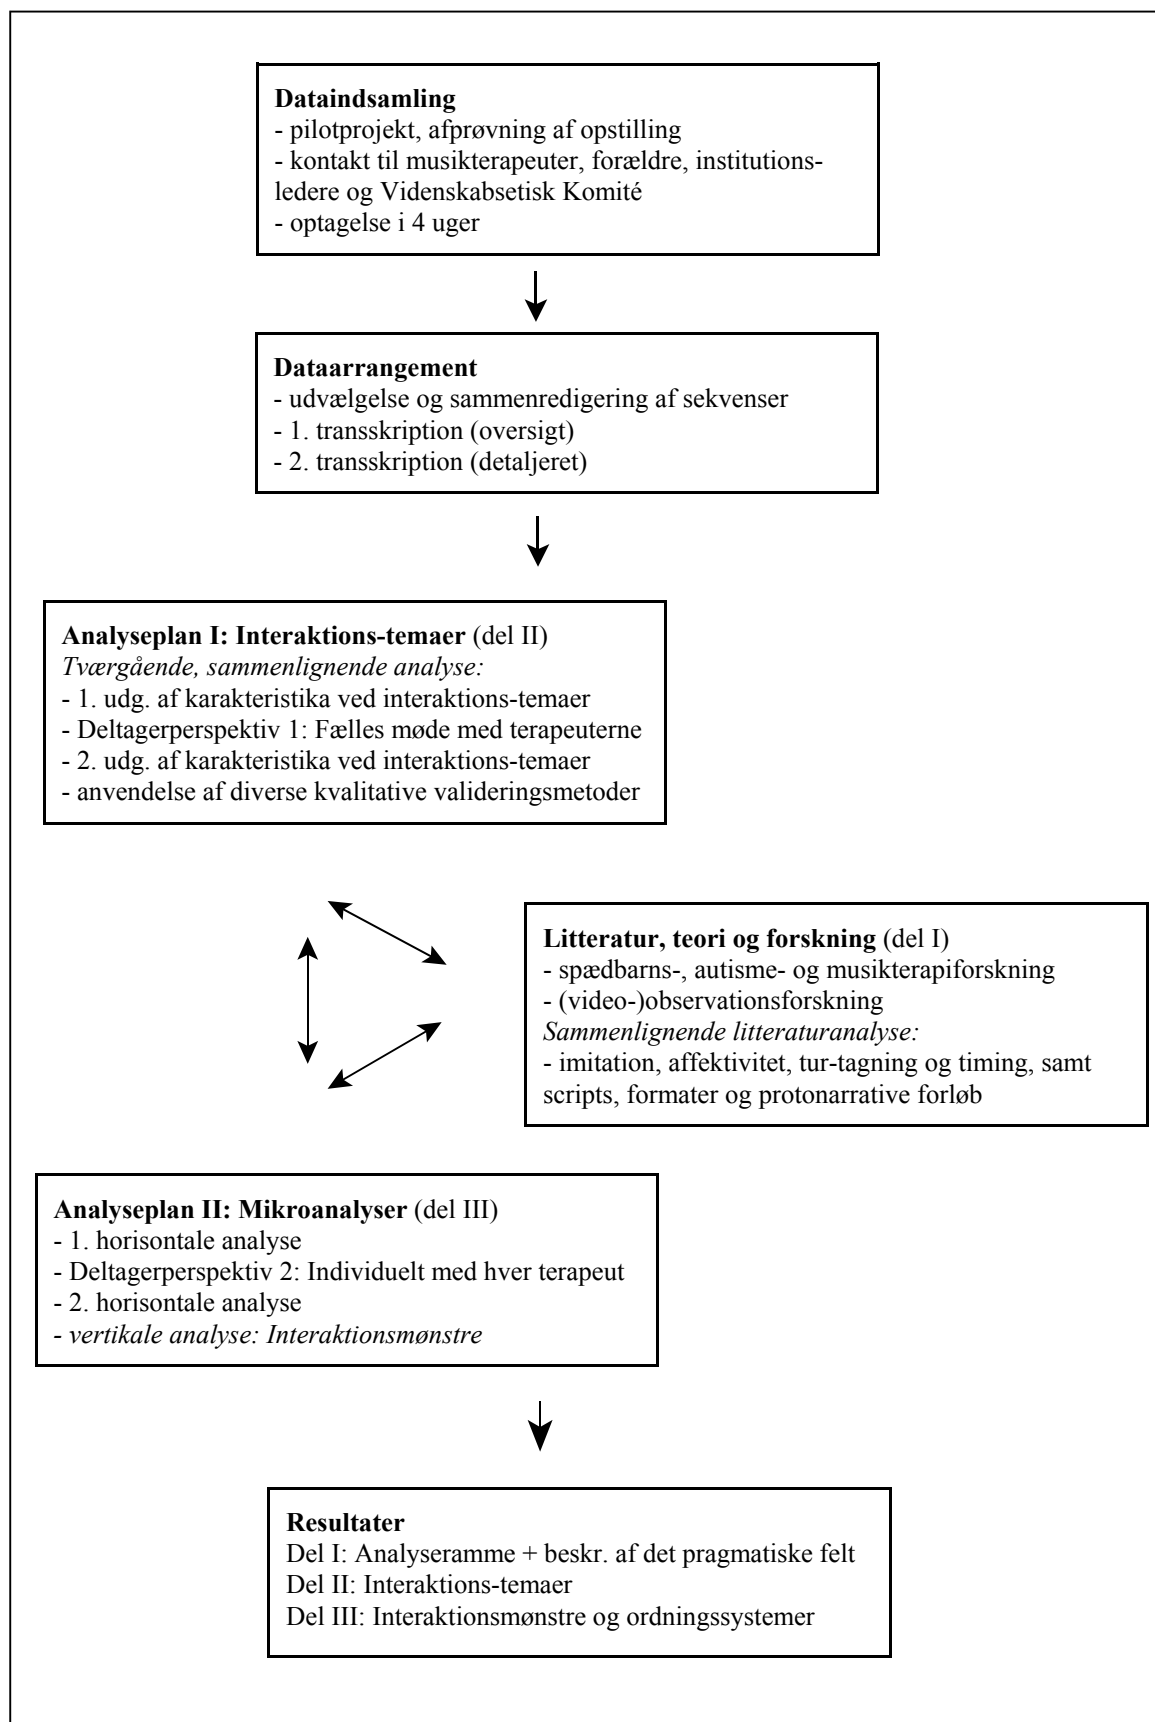 Dataindsamling
- pilotprojekt, afprøvning af opstilling
- kontakt til musikterapeuter, forældre, institutions-
ledere og Videnskabsetisk Komité
- optagelse i 4 uger
Dataarrangement
- udvælgelse og sammenredigering af sekvenser
- 1. transskription (oversigt)
- 2. transskription (detaljeret)
Analyseplan I: Interaktions-temaer (del II)
Tværgående, sammenlignende analyse:
- 1. udg. af karakteristika ved interaktions-temaer
- Deltagerperspektiv 1: Fælles møde med terapeuterne
- 2. udg. af karakteristika ved interaktions-temaer
- anvendelse af diverse kvalitative valideringsmetoder
Litteratur, teori og forskning (del I)
- spædbarns-, autisme- og musikterapiforskning
- (video-)observationsforskning
Sammenlignende litteraturanalyse:
- imitation, affektivitet, tur-tagning og timing, samt
scripts, formater og protonarrative forløb
Analyseplan II: Mikroanalyser (del III)
- 1. horisontale analyse
- Deltagerperspektiv 2: Individuelt med hver terapeut
- 2. horisontale analyse
- vertikale analyse: Interaktionsmønstre
Resultater
Del I: Analyseramme + beskr. af det pragmatiske felt
Del II: Interaktions-temaer
Del III: Interaktionsmønstre og ordningssystemer